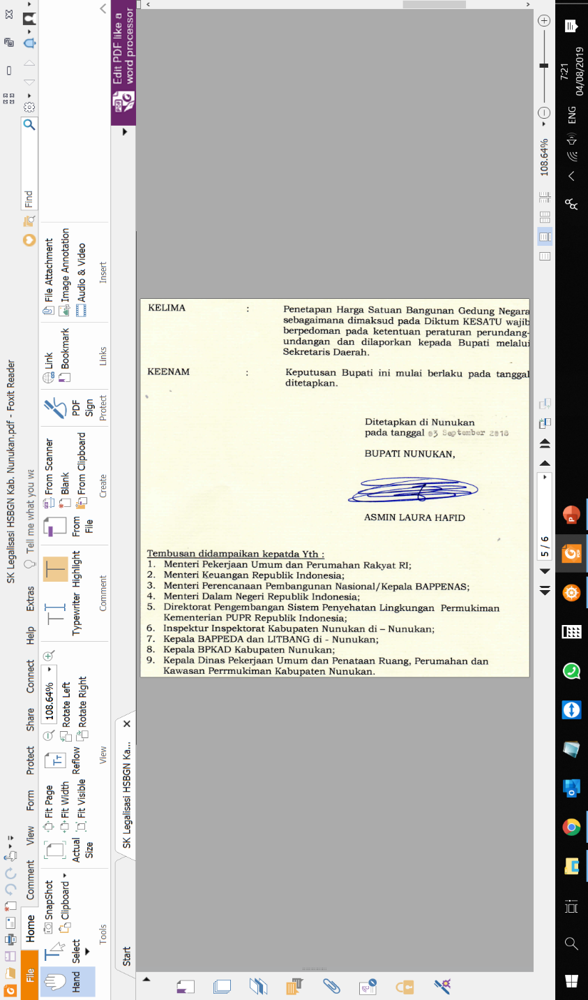 SK Legalisasi HSBGN Kab. Nunukan.pdf - Foxit Reader
File Home Comment View Form Protect Share Connect Help Extras Tell me what you wa
Find
Hand
Select
SnapShot
Clipboard
Tools
Actual Size
Fit Page
Fit Width
Fit Visible
Reflow
108.64%
Rotate Left
Rotate Right
View
Typewriter
Highlight
Comment
From File
From Scanner
Blank
From Clipboard
Create
PDF Sign
Protect
Link
Bookmark
Links
File Attachment
Image Annotation
Audio & Video
Insert
Start
SK Legalisasi HSBGN Ka...
Edit PDF like a
word processor
KELIMA : Penetapan Harga Satuan Bangunan Gedung Negara
sebagaimana dimaksud pada Diktum KESATU wajib
berpedoman pada ketentuan peraturan perundang-
undangan dan dilaporkan kepada Bupati melalui
Sekretaris Daerah.
KEENAM : Keputusan Bupati ini mulai berlaku pada tanggal
ditetapkan.
Ditetapkan di Nunukan
pada tanggal 03 September 2018
BUPATI NUNUKAN,
ASMIN LAURA HAFID
Tembusan didampaikan kepatda Yth :
1. Menteri Pekerjaan Umum dan Perumahan Rakyat RI;
2. Menteri Keuangan Republik Indonesia;
3. Menteri Perencanaan Pembangunan Nasional/Kepala BAPPENAS;
4. Menteri Dalam Negeri Republik Indonesia;
5. Direktorat Pengembangan Sistem Penyehatan Lingkungan Permukiman
Kementerian PUPR Republik Indonesia;
6. Inspektur Inspektorat Kabupaten Nunukan di – Nunukan;
7. Kepala BAPPEDA dan LITBANG di - Nunukan;
8. Kepala BPKAD Kabupaten Nunukan;
9. Kepala Dinas Pekerjaan Umum dan Penataan Ruang, Perumahan dan
Kawasan Perrmukiman Kabupaten Nunukan.
5 / 6
108.64%
ENG
7:21
04/08/2019